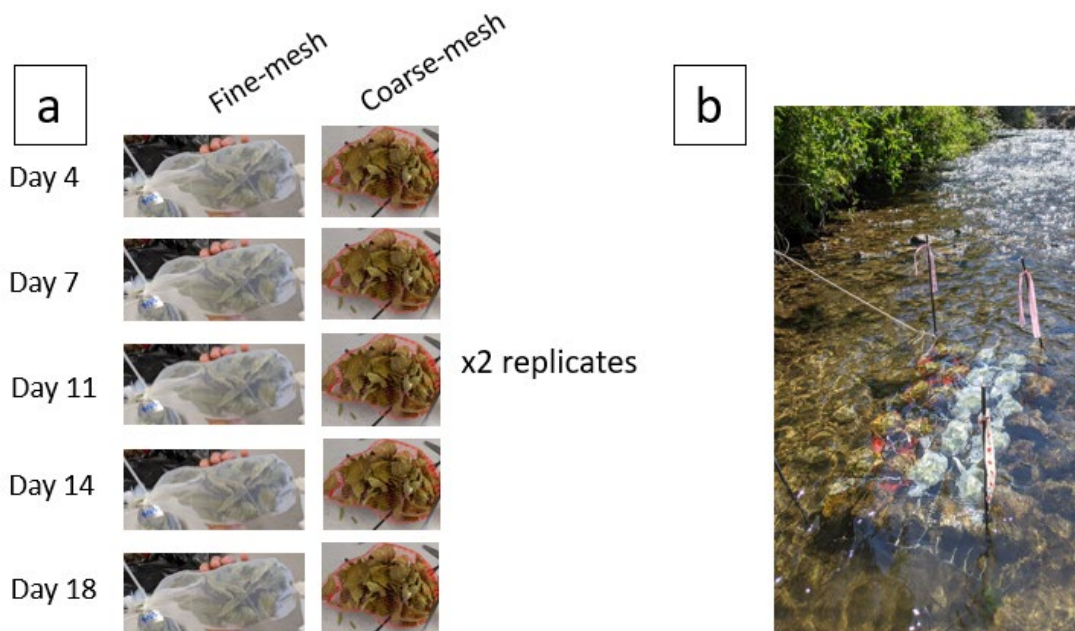 a
Fine-mesh
Coarse-mesh
b
Day 4
Day 7
Day 11
x2 replicates
Day 14
Day 18